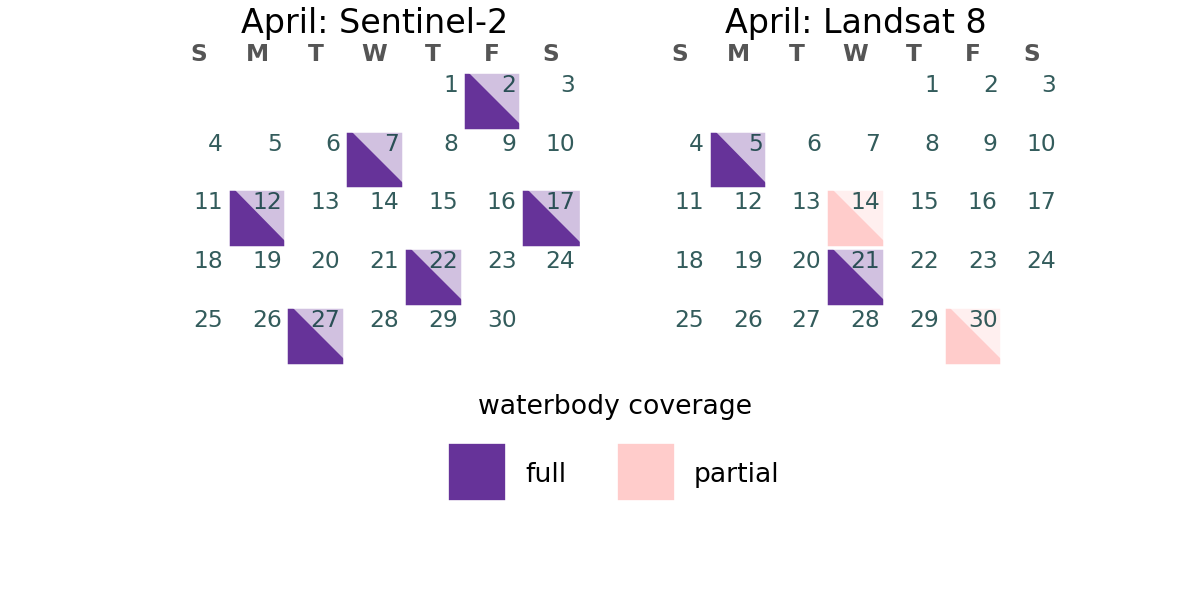 April: Sentinel-2
S M T W T F S
1 2 3
4 5 6 7 8 9 10
11 12 13 14 15 16 17
18 19 20 21 22 23 24
25 26 27 28 29 30
April: Landsat 8
S M T W T F S
1 2 3
4 5 6 7 8 9 10
11 12 13 14 15 16 17
18 19 20 21 22 23 24
25 26 27 28 29 30
waterbody coverage
full
partial